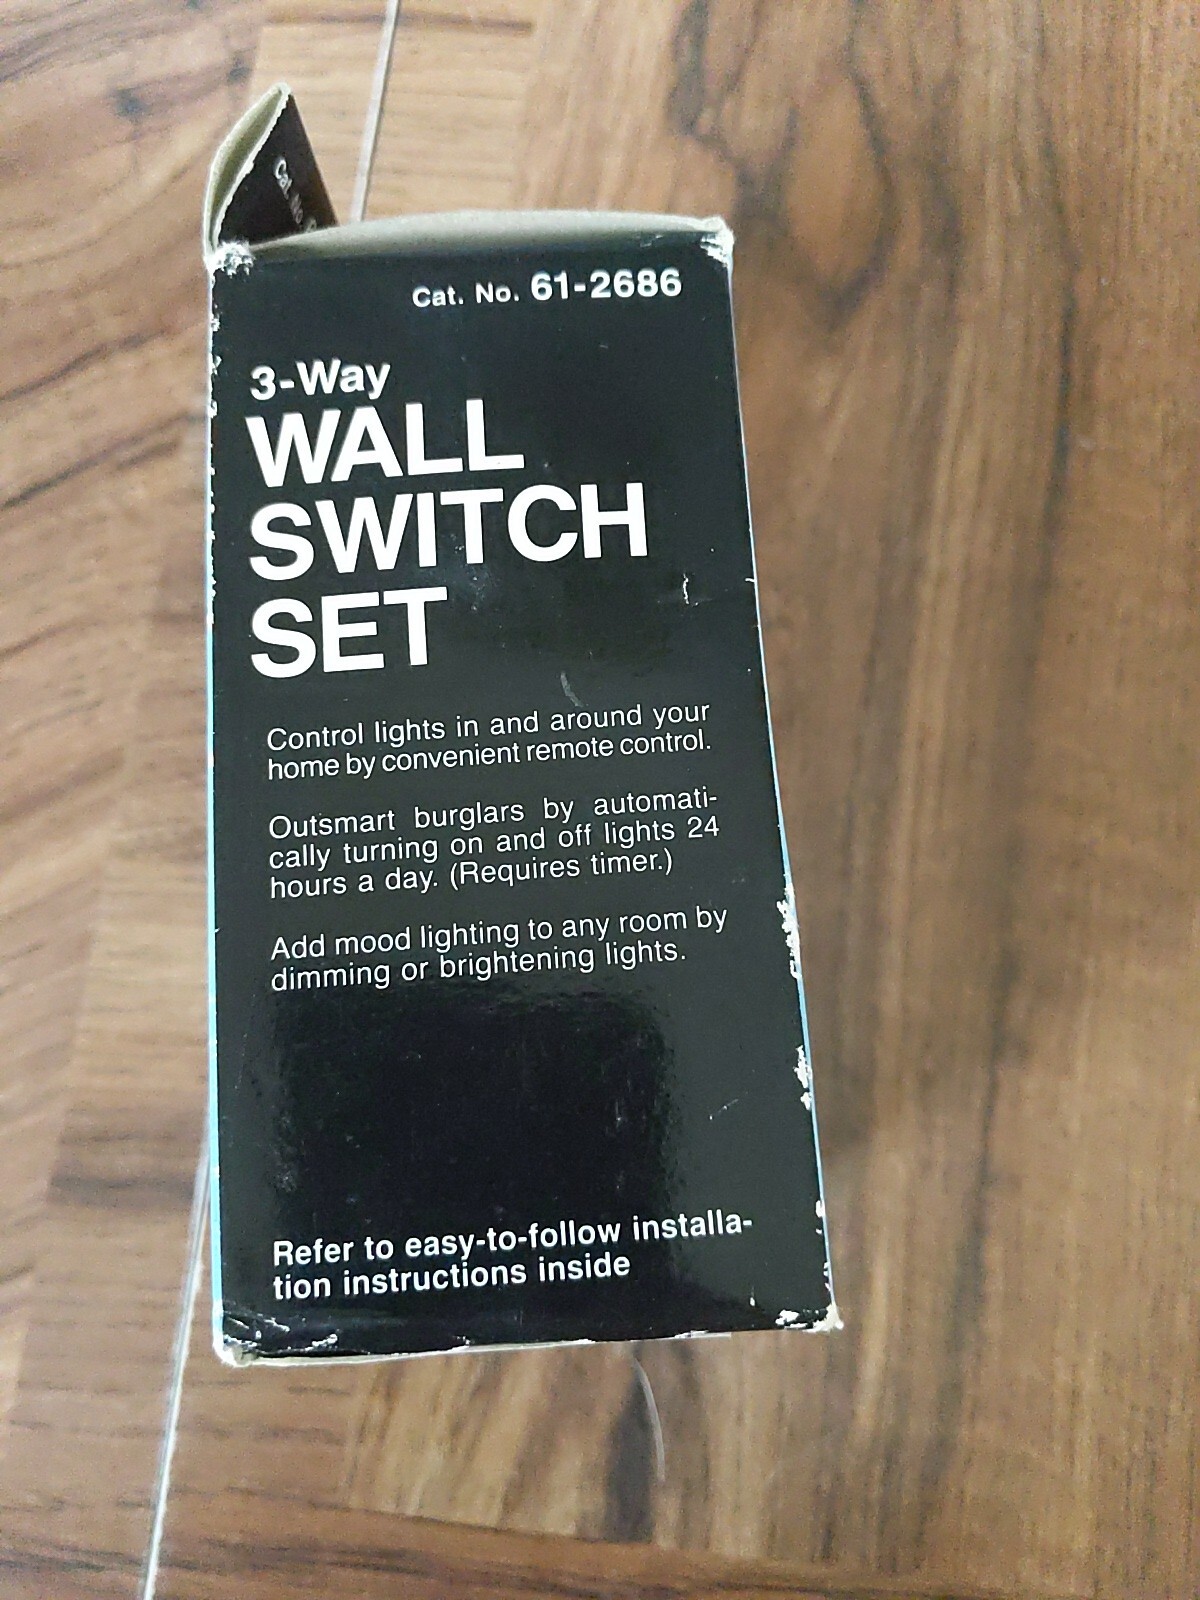 Cat. No.
Cat. No. 61-2686
3-Way
WALL
SWITCH
SET
Control lights in and around your
home by convenient remote control.
Outsmart burglars by automati-
cally turning on and off lights 24
hours a day. (Requires timer.)
Add mood lighting to any room by
dimming or brightening lights.
Refer to easy-to-follow installa-
tion instructions inside